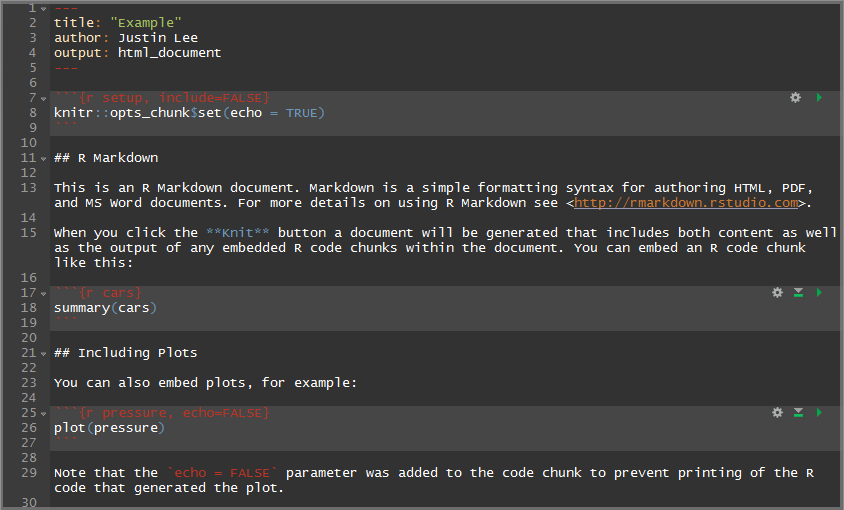 1 ---
2 title: "Example"
3 author: Justin Lee
4 output: html_document
5 ---
6
7 ```{r setup, include=FALSE}
8 knitr::opts_chunk$set(echo = TRUE)
9 ```
10
11 ## R Markdown
12
13 This is an R Markdown document. Markdown is a simple formatting syntax for authoring HTML, PDF,
and MS Word documents. For more details on using R Markdown see <http://rmarkdown.rstudio.com>.
14
15 When you click the **Knit** button a document will be generated that includes both content as well
as the output of any embedded R code chunks within the document. You can embed an R code chunk
like this:
16
17 ```{r cars}
18 summary(cars)
19 ```
20
21 ## Including Plots
22
23 You can also embed plots, for example:
24
25 ```{r pressure, echo=FALSE}
26 plot(pressure)
27 ```
28
29 Note that the `echo = FALSE` parameter was added to the code chunk to prevent printing of the R
code that generated the plot.
30